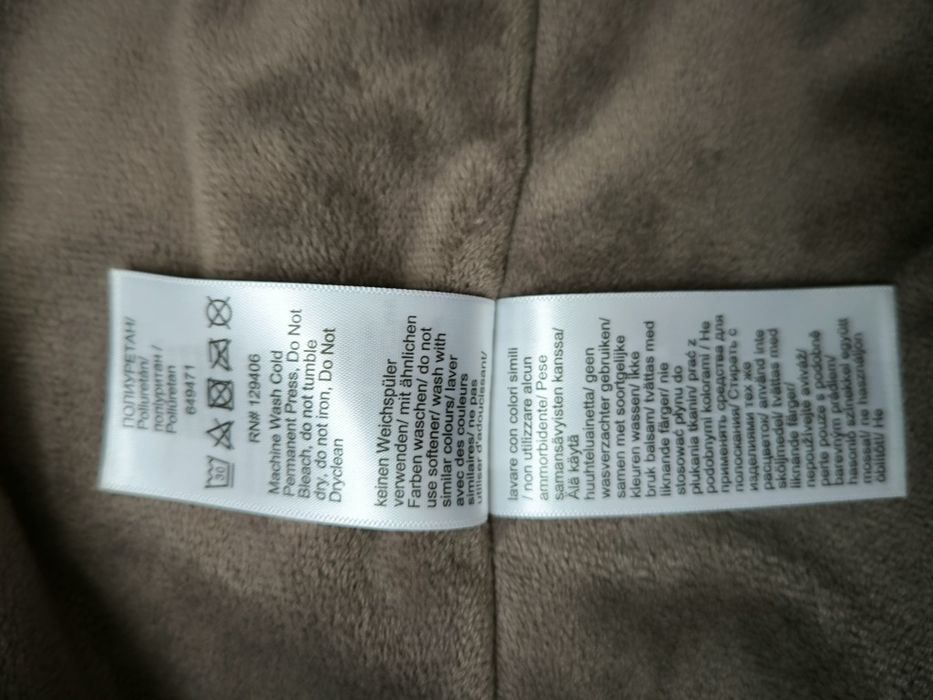 ПОЛИУРЕТАН/
Poliuretán/
поліуретан /
Poliüretan
649471
30
RN# 129406
Machine Wash Cold
Permanent Press, Do Not
Bleach, do not tumble
dry, do not iron, Do Not
Dryclean
keinen Weichspüler
verwenden/ mit ähnlichen
Farben waschen/ do not
use softener/ wash with
similar colours/ laver
avec des couleurs
similaires/ ne pas
utiliser d'adoucissant/
lavare con colori simili
/ non utilizzare alcun
ammorbidente/ Pese
samansävyisten kanssa/
Älä käytä
huuhteluainetta/ geen
wasverzachter gebruiken/
samen met soortgelijke
kleuren wassen/ Ikke
bruk balsam/ tvättas med
liknande färger/ nie
stosować płynu do
płukania tkanin/ prać z
podobnymi kolorami / Не
применять средства для
полоскания/ Стирать с
изделиями тех же
расцветок/ använd inte
sköljmedel/ tvättas med
liknande färger/
nepoužívejte aviváž/
perte pouze s podobně
barevným prádlem/
hasonló színekkel együtt
mossa!/ ne használjon
öblítőt/ Не